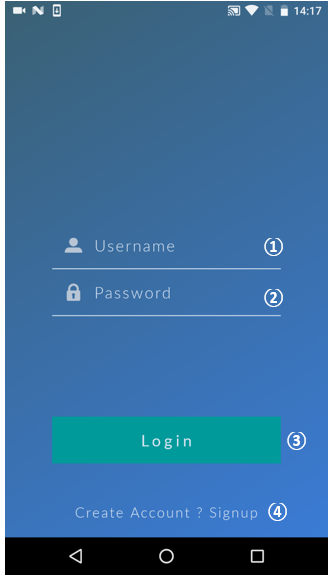 14:17
Username ①
Password ②
Login ③
Create Account ? Signup ④